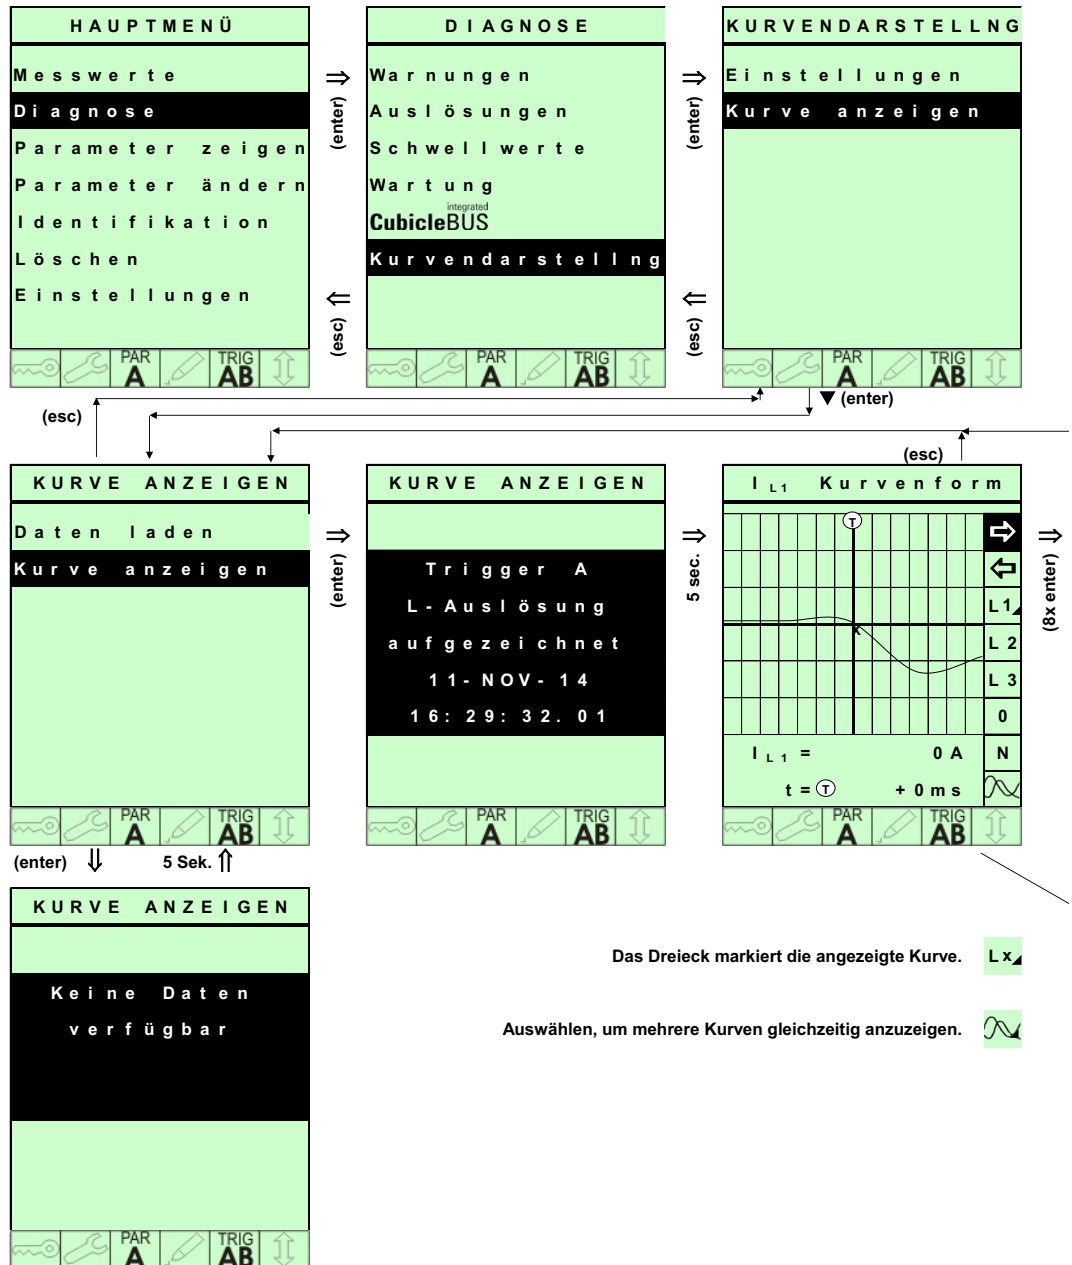 HAUPTMENÜ
Messwerte
Diagnose
Parameter zeigen
Parameter ändern
Identifikation
Löschen
Einstellungen
PAR
A
TRIG
AB
⇒
(enter)
⇐
(esc)
DIAGNOSE
Warnungen
Auslösungen
Schwellwerte
Wartung
integrated
CubicleBUS
Kurvendarstellng
PAR
A
TRIG
AB
⇒
(enter)
⇐
(esc)
KURVENDARSTELLNG
Einstellungen
Kurve anzeigen
PAR
A
TRIG
AB
(esc)
▼ (enter)
(esc)
KURVE ANZEIGEN
Daten laden
Kurve anzeigen
PAR
A
TRIG
AB
⇒
(enter)
KURVE ANZEIGEN
Trigger A
L-Auslösung
aufgezeichnet
11-NOV-14
16:29:32.01
PAR
A
TRIG
AB
⇒
5 sec.
I L1 Kurvenform
T
x
L1
L2
L3
0
N
I L1 = 0 A
t = T + 0 ms
PAR
A
TRIG
AB
⇒
(8x enter)
(enter) ⇓ 5 Sek. ⇑
KURVE ANZEIGEN
Keine Daten
verfügbar
PAR
A
TRIG
AB
Das Dreieck markiert die angezeigte Kurve. Lx
Auswählen, um mehrere Kurven gleichzeitig anzuzeigen.